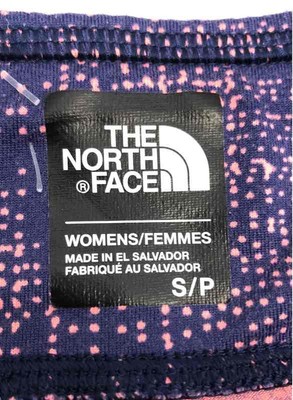 THE
NORTH
® FACE
WOMENS/FEMMES
MADE IN EL SALVADOR
FABRIQUÉ AU SALVADOR
S/P